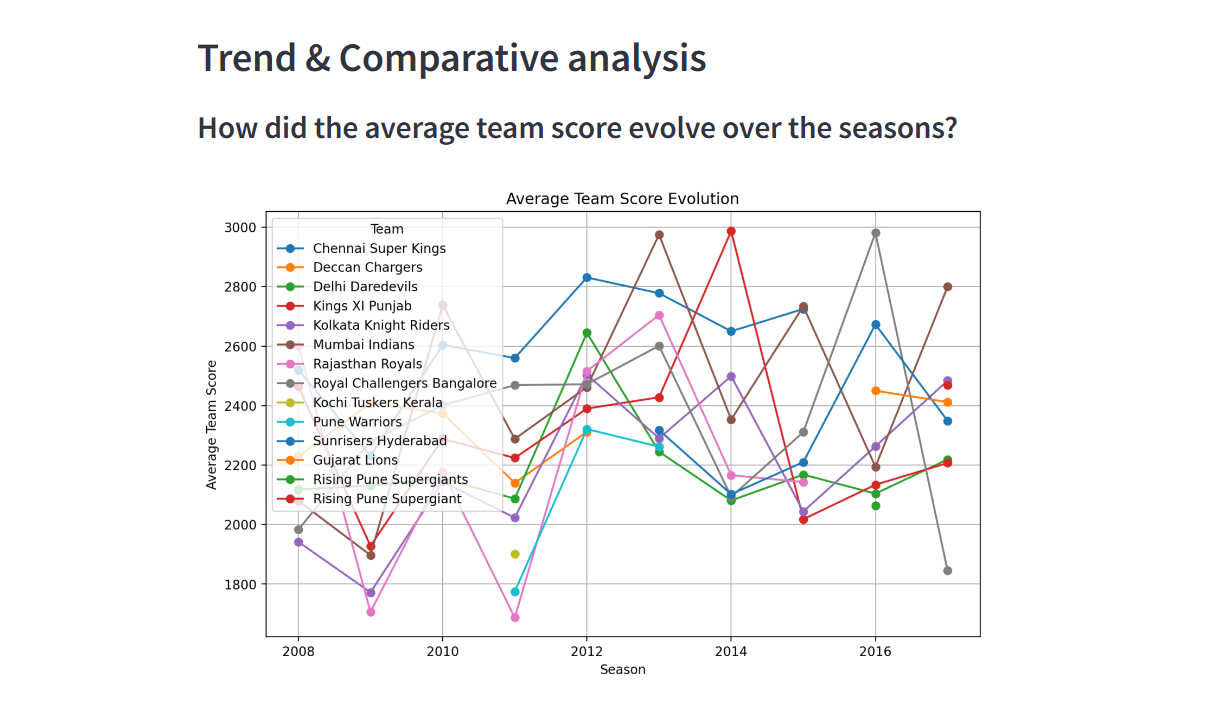 Trend & Comparative analysis
How did the average team score evolve over the seasons?
Average Team Score Evolution
3000
2800
2600
2400
2200
2000
1800
Average Team Score
Team
Chennai Super Kings
Deccan Chargers
Delhi Daredevils
Kings XI Punjab
Kolkata Knight Riders
Mumbai Indians
Rajasthan Royals
Royal Challengers Bangalore
Kochi Tuskers Kerala
Pune Warriors
Sunrisers Hyderabad
Gujarat Lions
Rising Pune Supergiants
Rising Pune Supergiant
2008 2010 2012 2014 2016
Season